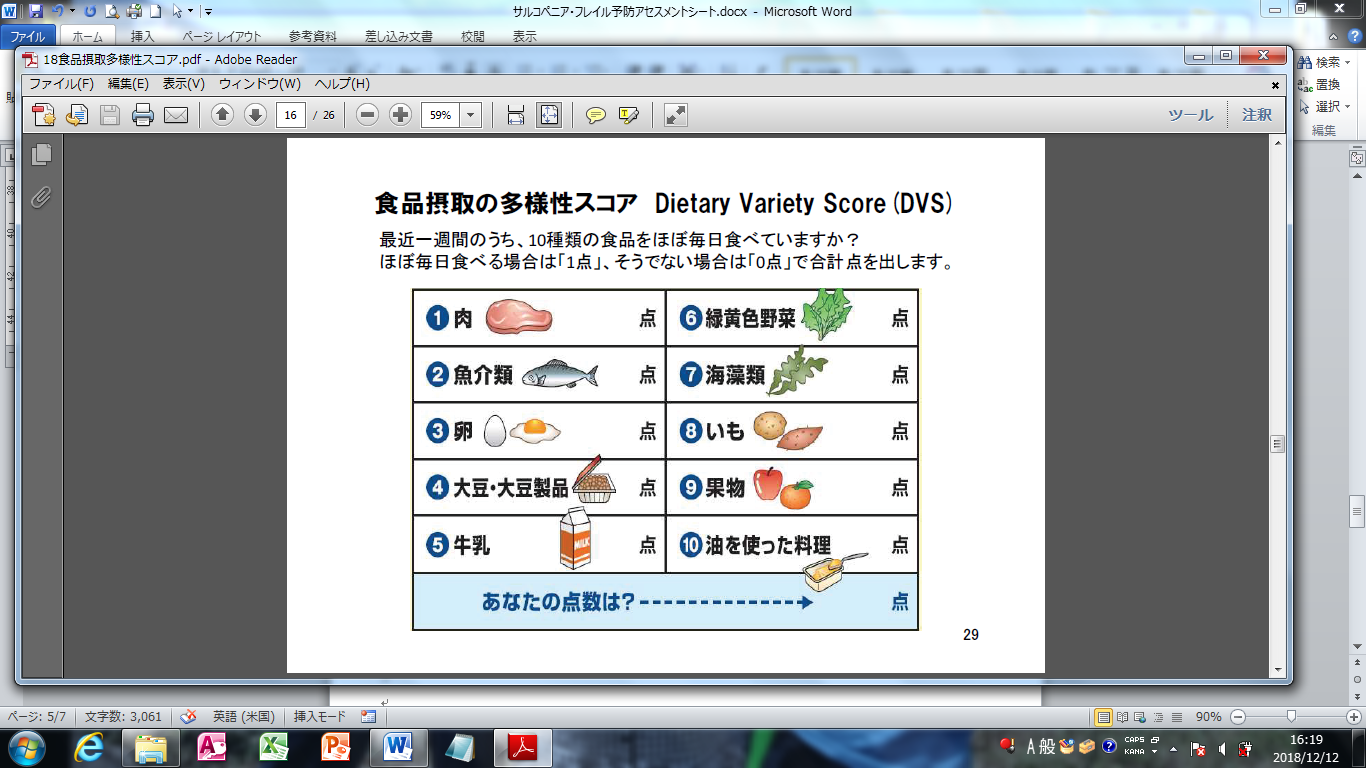 サルコペニア・フレイル予防アセスメントシート.docx - Microsoft Word
ファイル ホーム 挿入 ページ レイアウト 参考資料 差し込み文書 校閲 表示
18食品摂取多様性スコア.pdf - Adobe Reader
ファイル(F) 編集(E) 表示(V) ウィンドウ(W) ヘルプ(H)
16 / 26 59% ツール 注釈
検索
置換
選択
編集
食品摂取の多様性スコア Dietary Variety Score (DVS)
最近一週間のうち、10種類の食品をほぼ毎日食べていますか？
ほぼ毎日食べる場合は「1点」、そうでない場合は「0点」で合計点を出します。
1 肉 点 6 緑黄色野菜 点
2 魚介類 点 7 海藻類 点
3 卵 点 8 いも 点
4 大豆・大豆製品 点 9 果物 点
5 牛乳 MILK 点 10 油を使った料理 点
あなたの点数は? 点
29
ページ: 5/7 文字数: 3,061 英語 (米国) 挿入モード 90%
A 般 CAPS KANA 16:19
2018/12/12